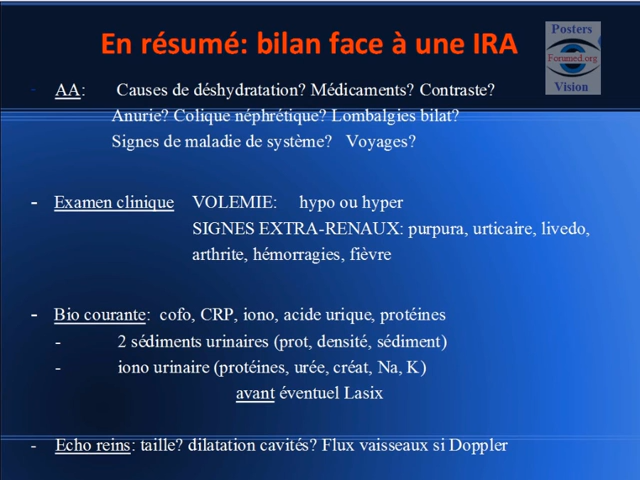 En résumé: bilan face à une IRA
Posters
Forumed.org
Vision
- AA: Causes de déshydratation? Médicaments? Contraste?
Anurie? Colique néphrétique? Lombalgies bilat?
Signes de maladie de système? Voyages?
- Examen clinique VOLEMIE: hypo ou hyper
SIGNES EXTRA-RENAUX: purpura, urticaire, livedo,
arthrite, hémorragies, fièvre
- Bio courante: cofo, CRP, iono, acide urique, protéines
- 2 sédiments urinaires (prot, densité, sédiment)
- iono urinaire (protéines, urée, créat, Na, K)
avant éventuel Lasix
- Echo reins: taille? dilatation cavités? Flux vaisseaux si Doppler